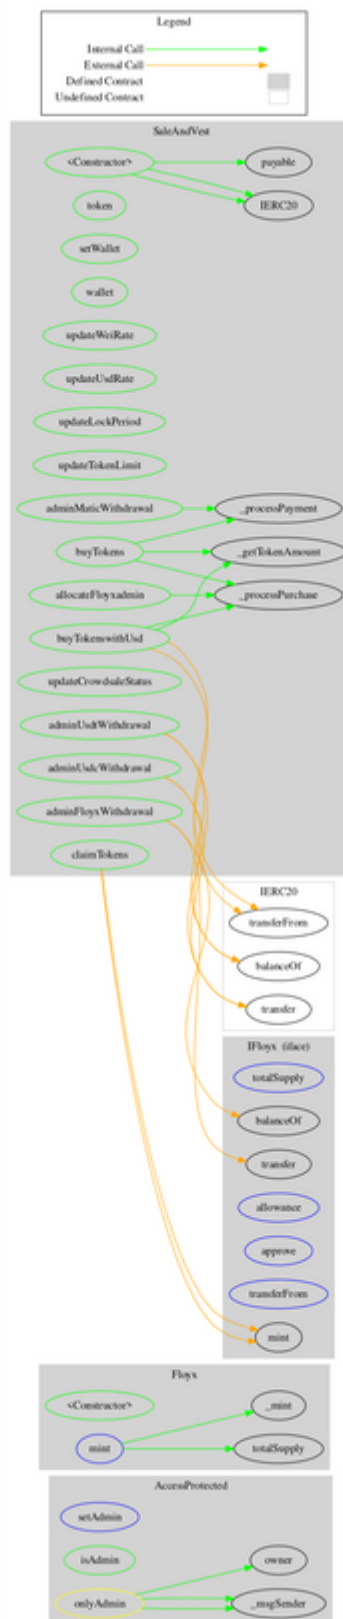 Legend
Internal Call
External Call
Defined Contract
Undefined Contract
SaleAndVest
<Constructor> payable
IERC20
token
setWallet
wallet
updateWeiRate
updateUsdRate
updateLockPeriod
updateTokenLimit
adminMaticWithdrawal _processPayment
buyTokens _getTokenAmount
allocateFloyxadmin _processPurchase
buyTokenswithUsd
updateCrowdsaleStatus
adminUsdtWithdrawal
adminUsdcWithdrawal
adminFloyxWithdrawal
claimTokens
IERC20
transferFrom
balanceOf
transfer
IFloyx (iface)
totalSupply
balanceOf
transfer
allowance
approve
transferFrom
mint
Floyx
<Constructor> _mint
mint totalSupply
AccessProtected
setAdmin
isAdmin owner
onlyAdmin _msgSender